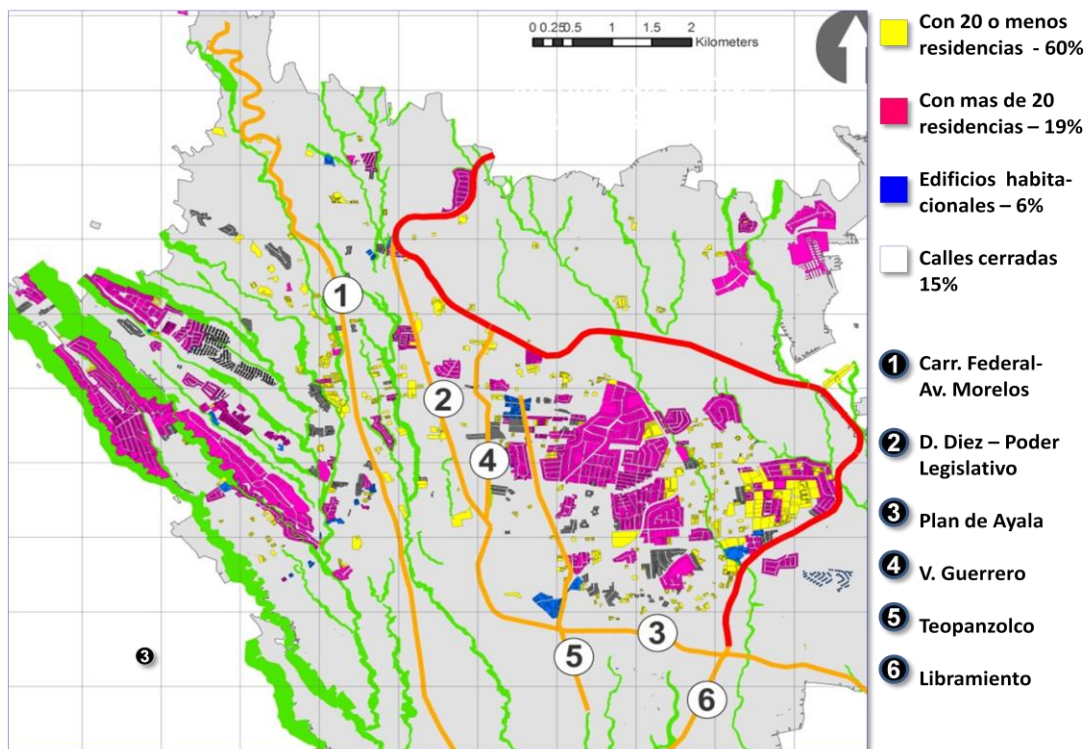 0 0.25 0.5 1 1.5 2
Kilometers
1
2
4
3
5
6
3
Con 20 o menos
residencias - 60%
Con mas de 20
residencias – 19%
Edificios habita-
cionales – 6%
Calles cerradas
15%
1 Carr. Federal-
Av. Morelos
2 D. Diez – Poder
Legislativo
3 Plan de Ayala
4 V. Guerrero
5 Teopanzolco
6 Libramiento